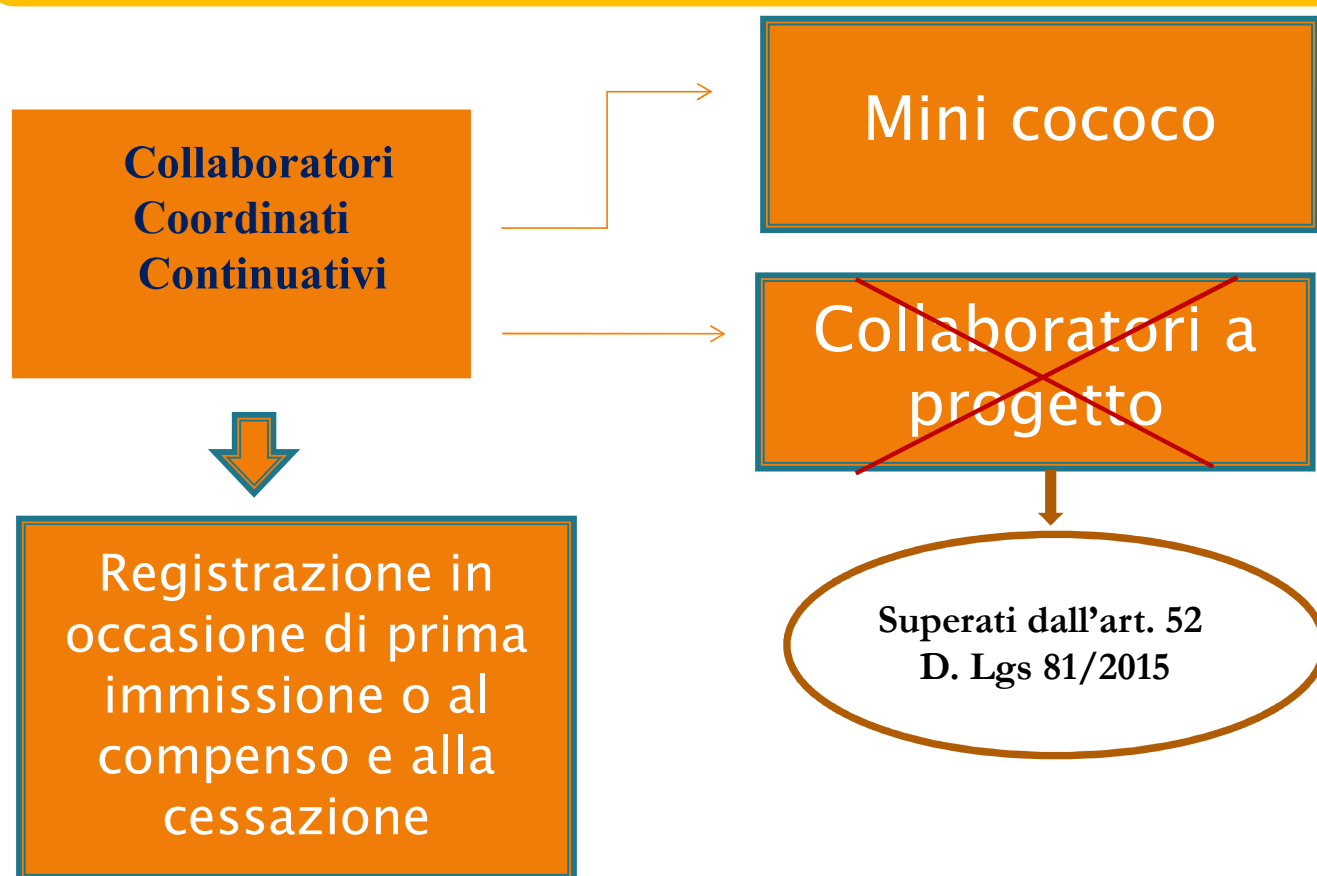 Collaboratori
Coordinati
Continuativi
Mini cococo
Collaboratori a
progetto
Registrazione in
occasione di prima
immissione o al
compenso e alla
cessazione
Superati dall’art. 52
D. Lgs 81/2015